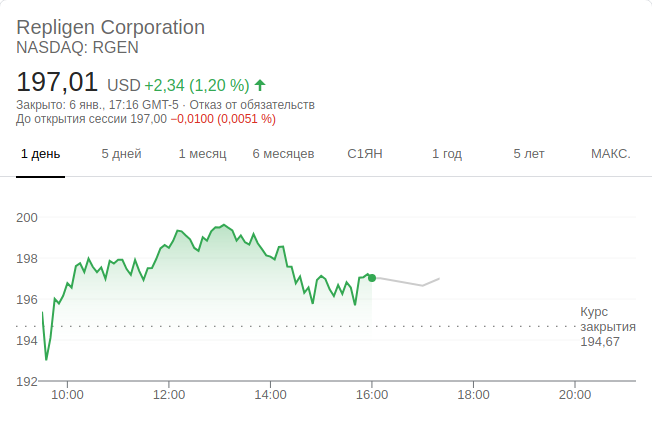 Repligen Corporation
NASDAQ: RGEN
197,01 USD +2,34 (1,20 %)
Закрыто: 6 янв., 17:16 GMT-5 · Отказ от обязательств
До открытия сессии 197,00 −0,0100 (0,0051 %)
1 день 5 дней 1 месяц 6 месяцев С1ЯН 1 год 5 лет МАКС.
200
198
196
Курс
закрытия
194,67
194
192
10:00 12:00 14:00 16:00 18:00 20:00